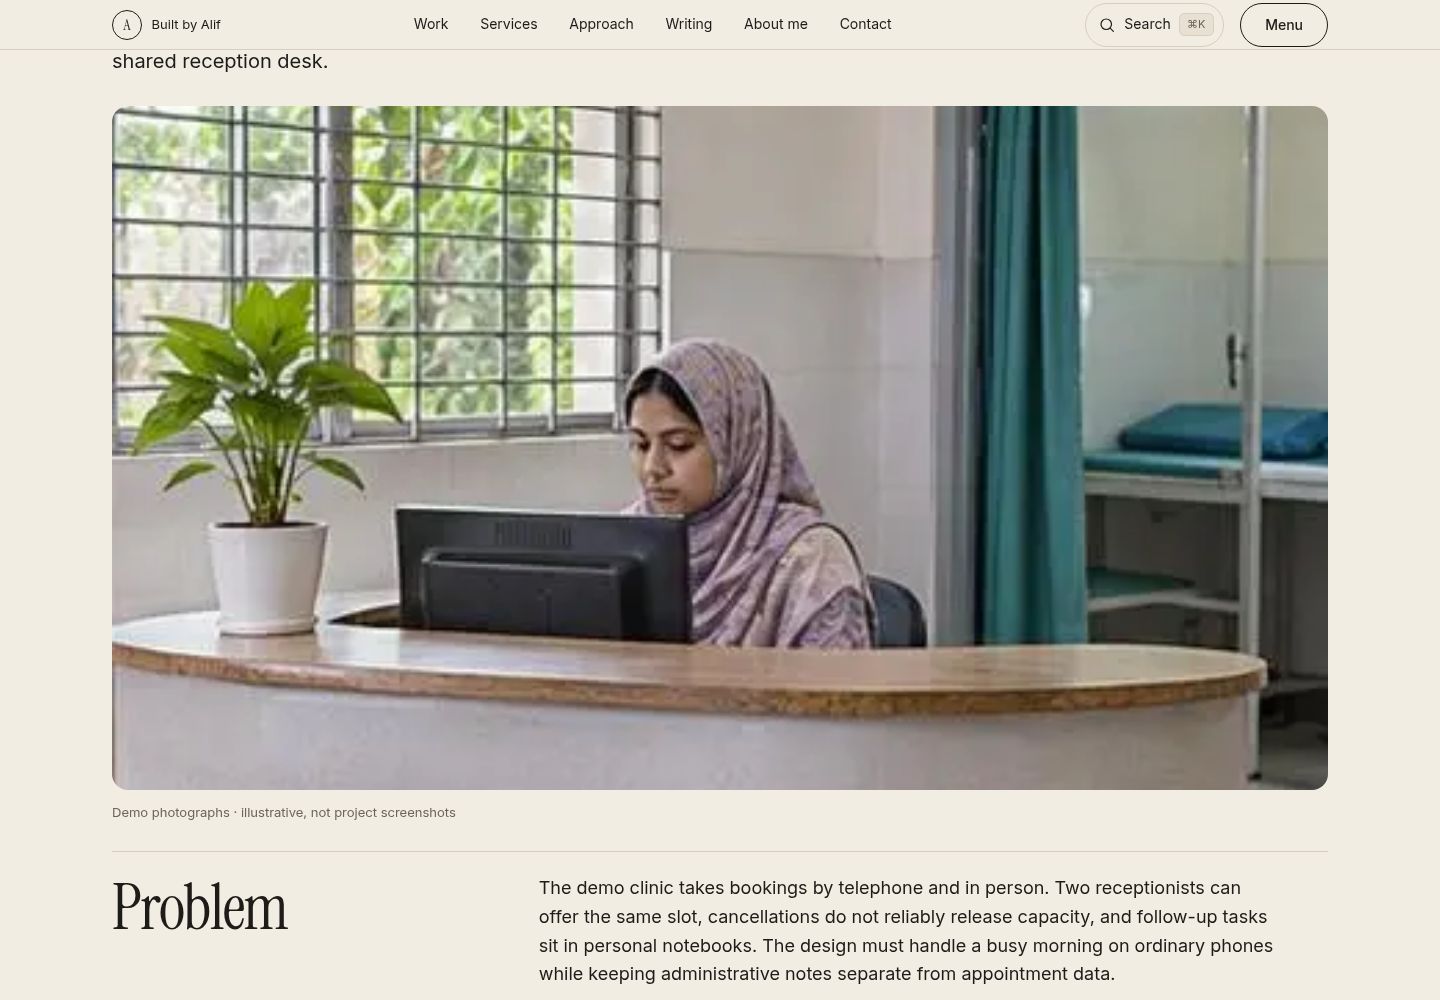 A
Built by Alif
Work
Services
Approach
Writing
About me
Contact
Search
⌘K
Menu
shared reception desk.
Demo photographs · illustrative, not project screenshots
Problem
The demo clinic takes bookings by telephone and in person. Two receptionists can
offer the same slot, cancellations do not reliably release capacity, and follow-up tasks
sit in personal notebooks. The design must handle a busy morning on ordinary phones
while keeping administrative notes separate from appointment data.